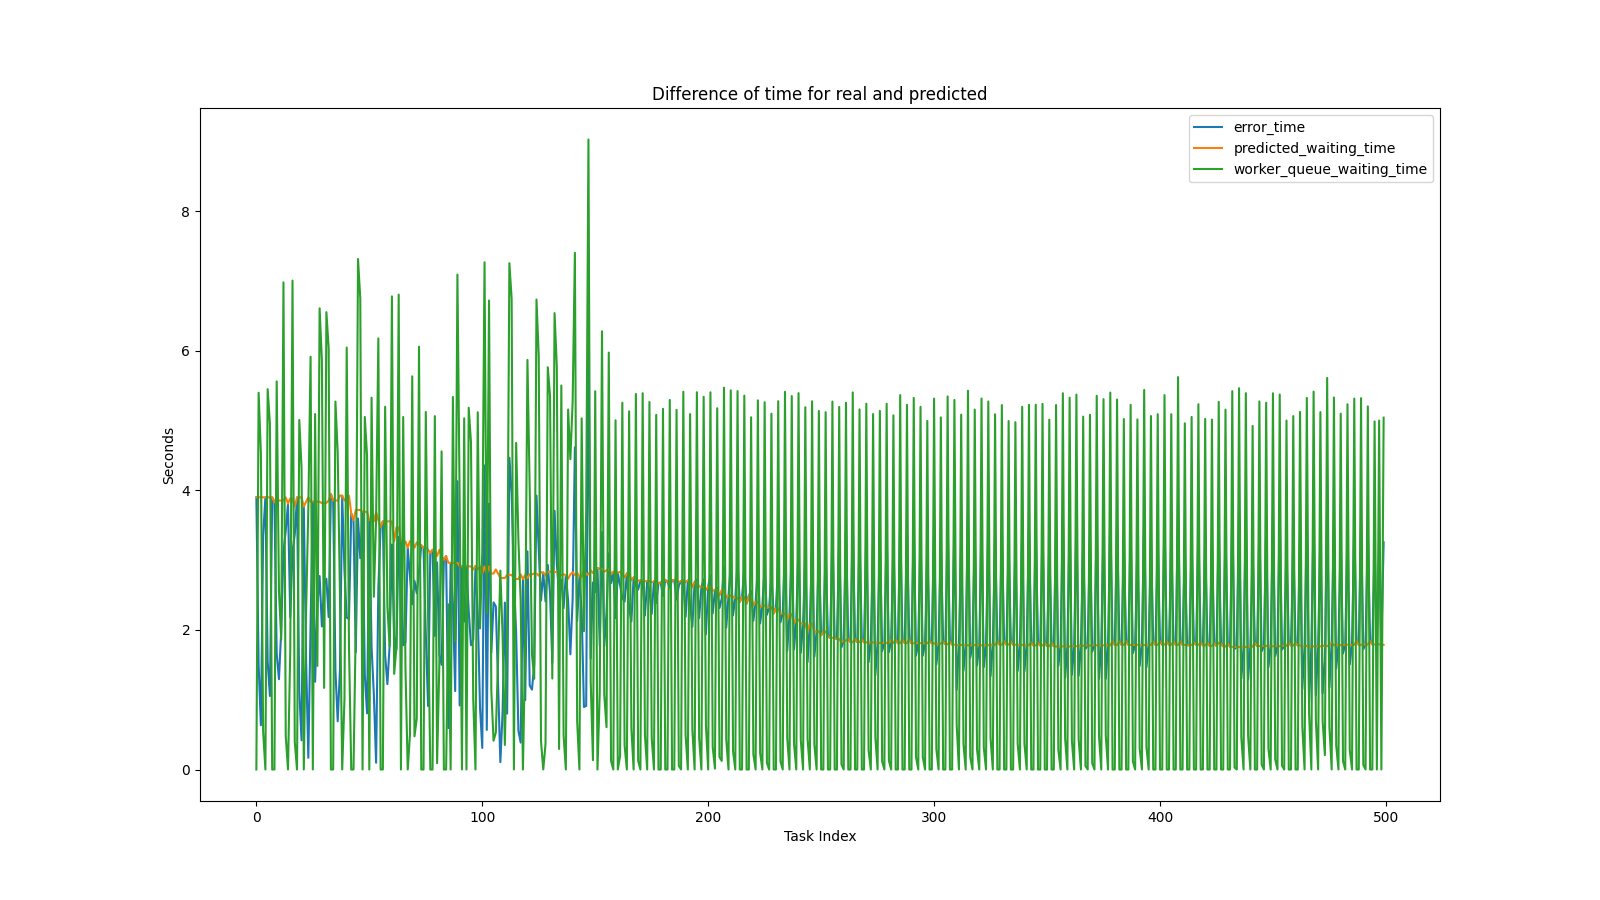 Difference of time for real and predicted
error_time
predicted_waiting_time
worker_queue_waiting_time
8
6
4
2
0
Seconds
0 100 200 300 400 500
Task Index